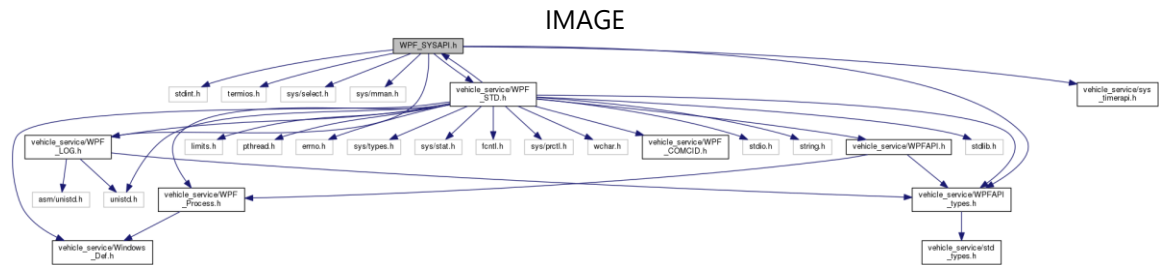 IMAGE
WPF_SYSAPI.h
stdint.h
termios.h
sys/select.h
sys/mman.h
vehicle_service/WPF
_STD.h
vehicle_service/sys
_timerapi.h
vehicle_service/WPF
_LOG.h
limits.h
pthread.h
errno.h
sys/types.h
sys/stat.h
fcntl.h
sys/prctl.h
wchar.h
vehicle_service/WPF
_COMCID.h
stdio.h
string.h
vehicle_service/WPFAPI.h
stdlib.h
asm/unistd.h
unistd.h
vehicle_service/WPF
_Process.h
vehicle_service/WPFAPI
_types.h
vehicle_service/Windows
_Def.h
vehicle_service/std
_types.h